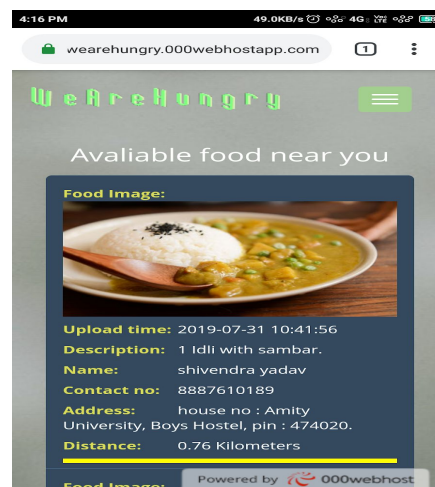 4:16 PM 49.0KB/s 4G VoLTE
wearehungry.000webhostapp.com 1
WeAreHungry
Avaliable food near you
Food Image:
Upload time: 2019-07-31 10:41:56
Description: 1 Idli with sambar.
Name: shivendra yadav
Contact no: 8887610189
Address: house no : Amity
University, Boys Hostel, pin : 474020.
Distance: 0.76 Kilometers
Food Image:
Powered by 000webhost